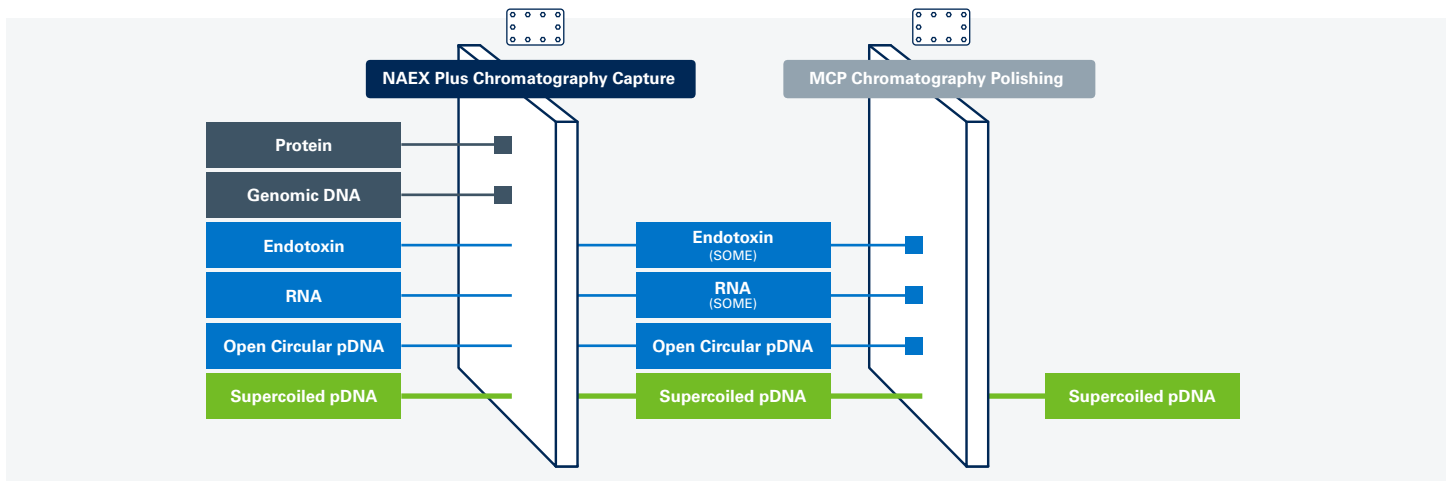 NAEX Plus Chromatography Capture
MCP Chromatography Polishing
Protein
Genomic DNA
Endotoxin
RNA
Open Circular pDNA
Supercoiled pDNA
Endotoxin
(SOME)
RNA
(SOME)
Open Circular pDNA
Supercoiled pDNA
Supercoiled pDNA